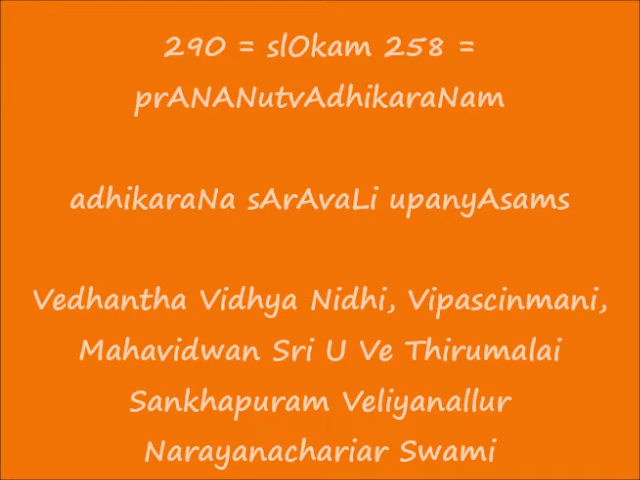 290 = slOkam 258 =
prANANutvAdhikaraNam
adhikaraNa sArAvaLi upanyAsams
Vedhantha Vidhya Nidhi, Vipascinmani,
Mahavidwan Sri U Ve Thirumalai
Sankhapuram Veliyanallur
Narayanachariar Swami